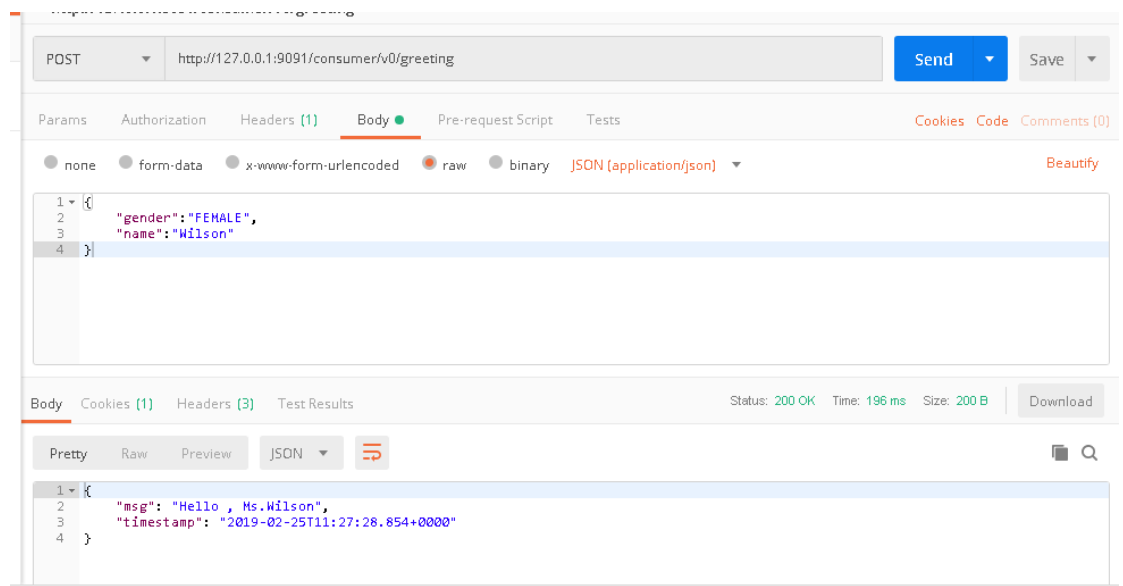 POST http://127.0.0.1:9091/consumer/v0/greeting Send Save
Params Authorization Headers (1) Body Pre-request Script Tests Cookies Code Comments (0)
none form-data x-www-form-urlencoded raw binary JSON (application/json) Beautify
1 {
2 "gender":"FEMALE",
3 "name":"Wilson"
4 }
Body Cookies (1) Headers (3) Test Results Status: 200 OK Time: 196 ms Size: 200 B Download
Pretty Raw Preview JSON
1 {
2 "msg": "Hello , Ms.Wilson",
3 "timestamp": "2019-02-25T11:27:28.854+0000"
4 }